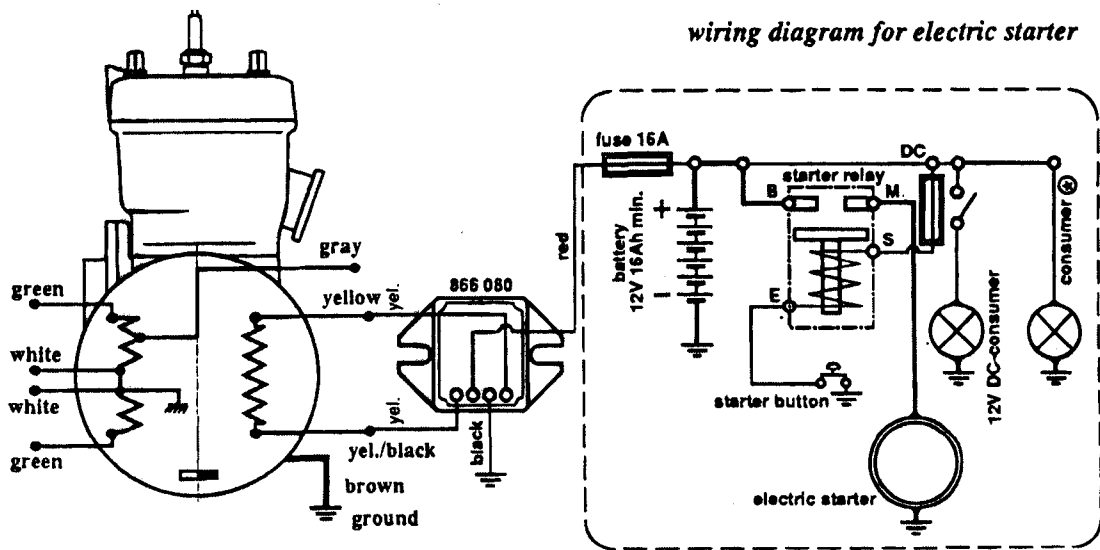 wiring diagram for electric starter
fuse 16A
DC
starter relay
B
M
consumer ✱
S
E
+
battery
12V 16Ah min.
−
red
gray
green
yellow
yel.
866 080
white
white
green
yel.
yel./black
black
brown
ground
starter button
12V DC-consumer
electric starter